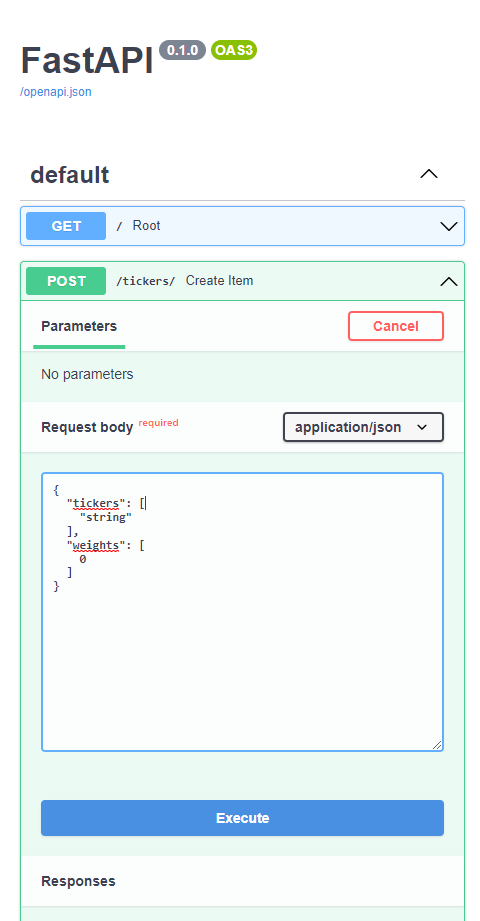 FastAPI 0.1.0 OAS3
/openapi.json
default
GET / Root
POST /tickers/ Create Item
Parameters Cancel
No parameters
Request body required application/json
{
"tickers": [
"string"
],
"weights": [
0
]
}
Execute
Responses